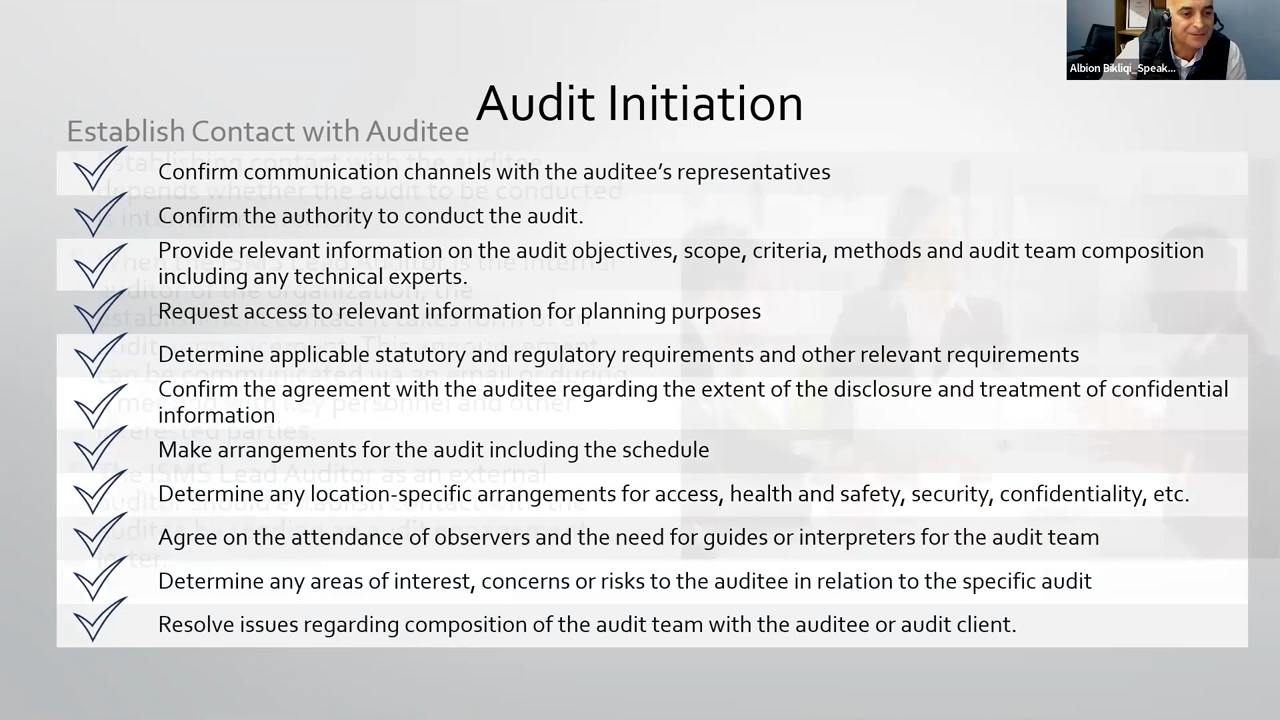 Albion Bikliqi_Speak...
Audit Initiation
Establish Contact with Auditee
Confirm communication channels with the auditee's representatives
Confirm the authority to conduct the audit.
Provide relevant information on the audit objectives, scope, criteria, methods and audit team composition
including any technical experts.
Request access to relevant information for planning purposes
Determine applicable statutory and regulatory requirements and other relevant requirements
Confirm the agreement with the auditee regarding the extent of the disclosure and treatment of confidential
information
Make arrangements for the audit including the schedule
Determine any location-specific arrangements for access, health and safety, security, confidentiality, etc.
Agree on the attendance of observers and the need for guides or interpreters for the audit team
Determine any areas of interest, concerns or risks to the auditee in relation to the specific audit
Resolve issues regarding composition of the audit team with the auditee or audit client.